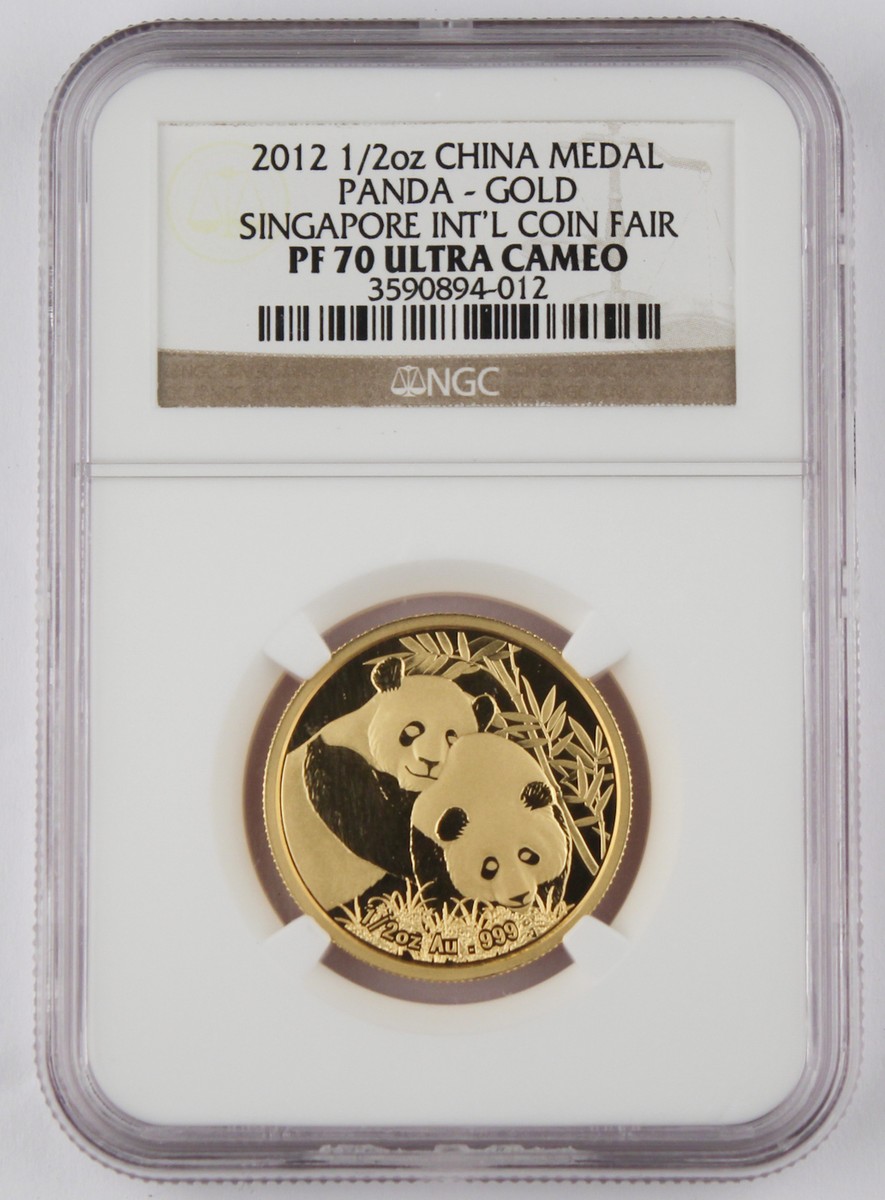 2012 1/2oz CHINA MEDAL
PANDA - GOLD
SINGAPORE INT'L COIN FAIR
PF 70 ULTRA CAMEO
3590894-012
NGC
1/2oz Au .999